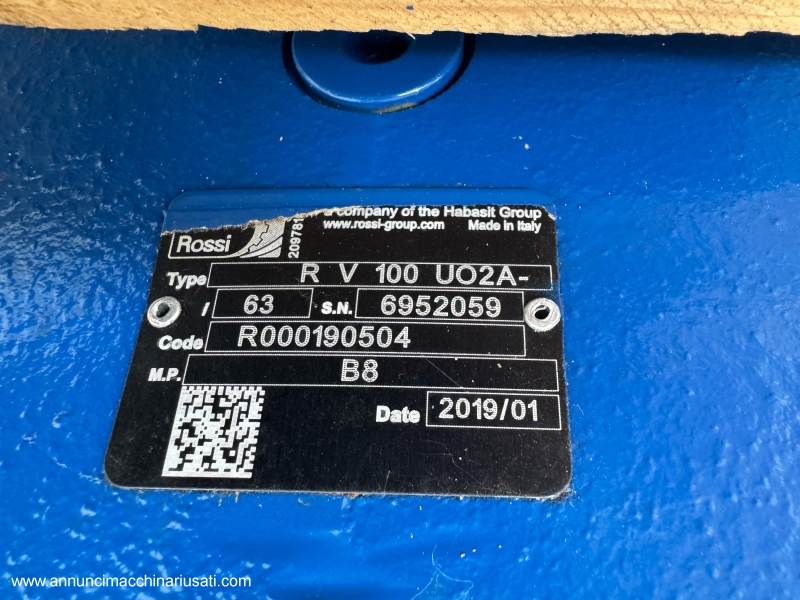 a company of the Habasit Group
www.rossi-group.com Made in Italy
Rossi
209781
Type R V 100 UO2A-
/ 63 S.N. 6952059
Code R000190504
M.P. B8
Date 2019/01
www.annuncimacchinariusati.com